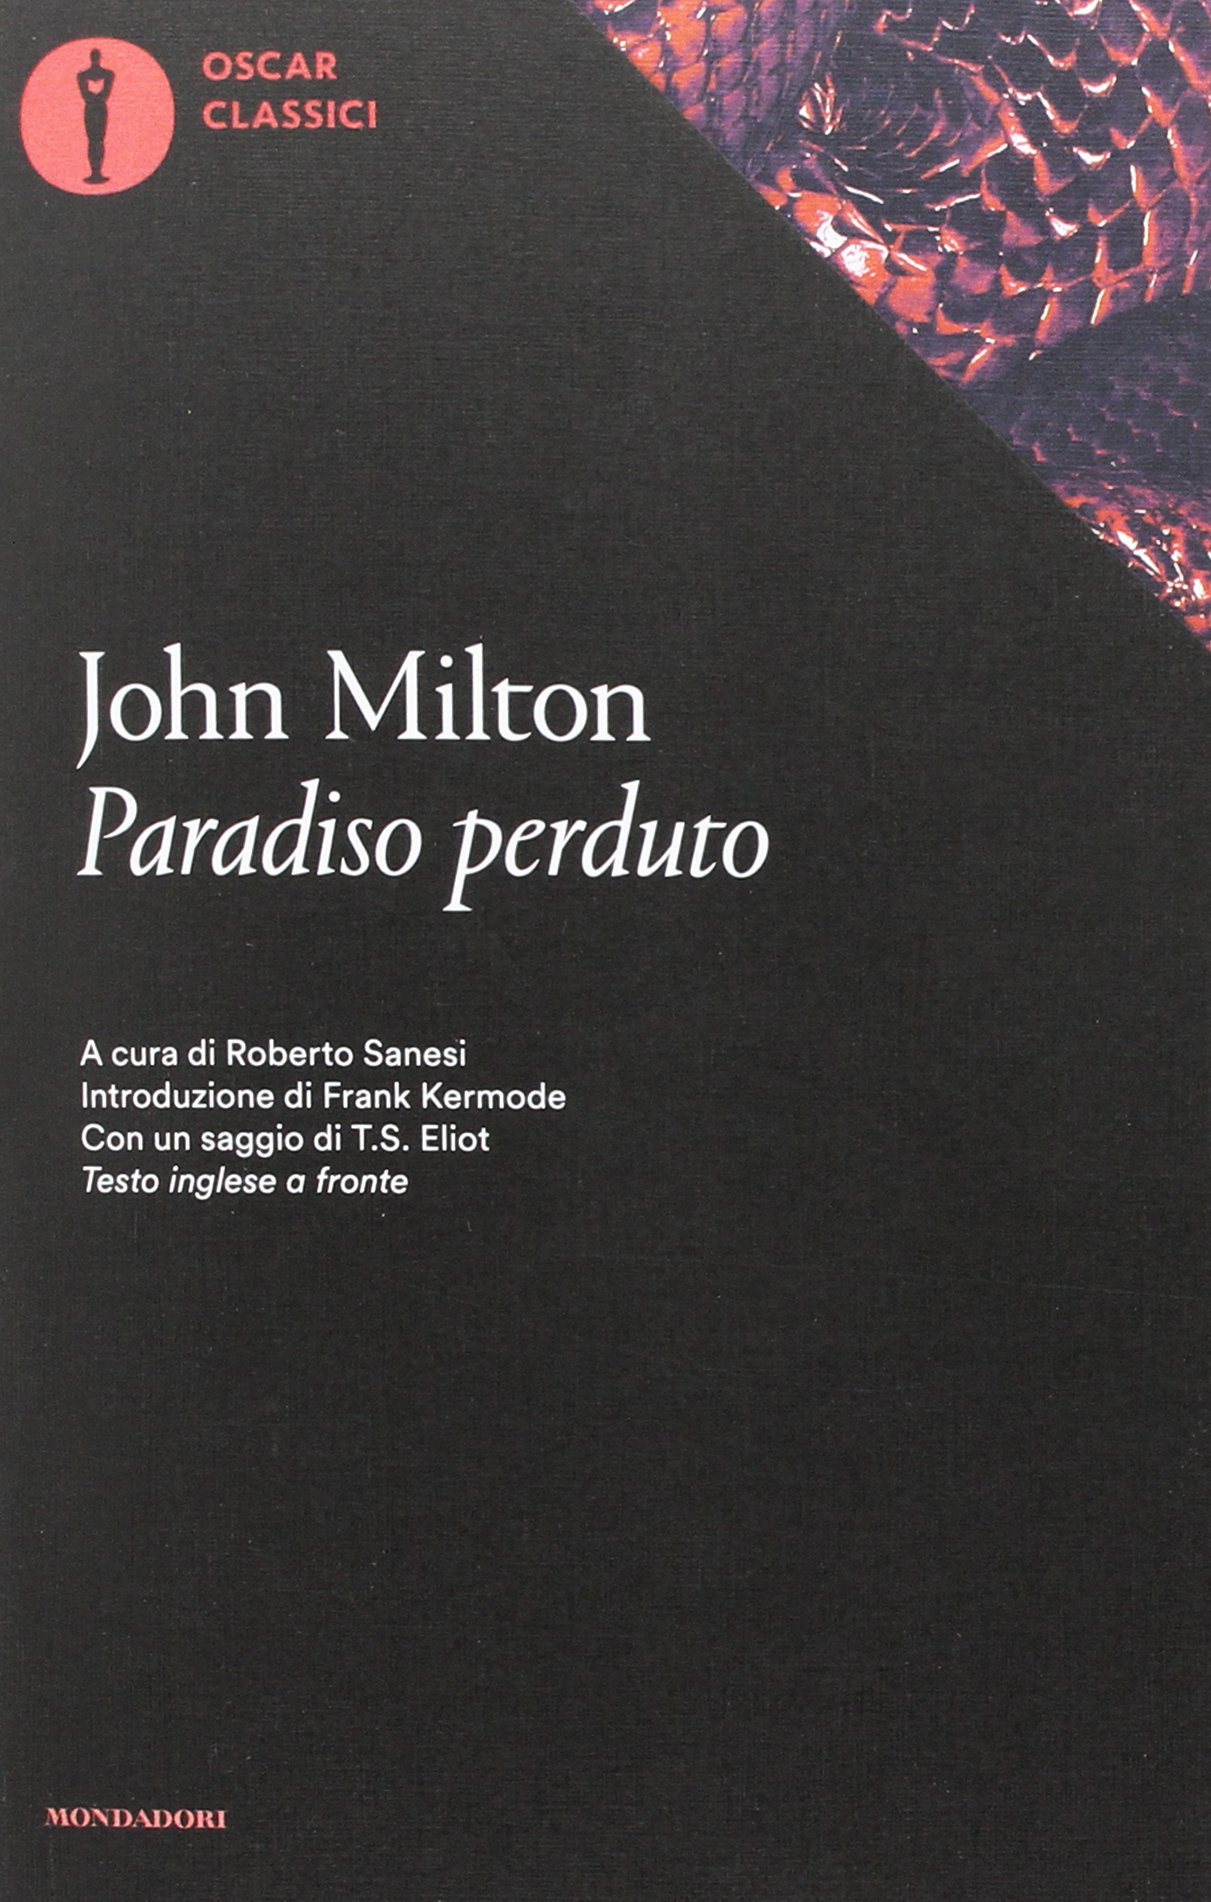 OSCAR
CLASSICI
John Milton
Paradiso perduto
A cura di Roberto Sanesi
Introduzione di Frank Kermode
Con un saggio di T.S. Eliot
Testo inglese a fronte
MONDADORI